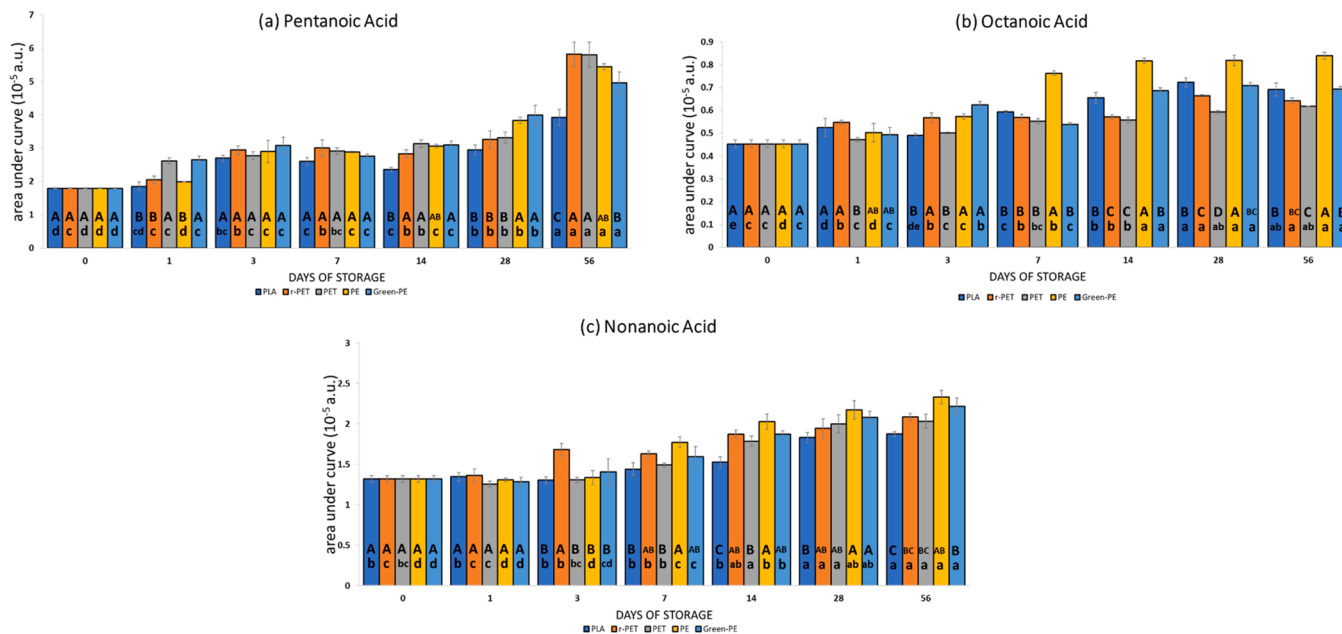 (a) Pentanoic Acid
area under curve (10-5 a.u.)
7
6
5
4
3
2
1
0
A A A A A B B A B A A A A A A A A A A A B A A AB A B B B A A C A A AB B
d c d d d cd c c d c bc b c c c c b bc c c c b b c c b b b b b a a a a a
0 1 3 7 14 28 56
DAYS OF STORAGE
PLA r-PET PET PE Green-PE
(b) Octanoic Acid
area under curve (10-5 a.u.)
0.9
0.8
0.7
0.6
0.5
0.4
0.3
0.2
0.1
0
A A A A A A A B AB AB B A B A A B B B A B B C C A B B C D A BC B BC C A B
e c d d c d b c d c de b c c b c b bc b c b b b a a a a ab a a ab a ab a
0 1 3 7 14 28 56
DAYS OF STORAGE
PLA r-PET PET PE Green-PE
(c) Nonanoic Acid
area under curve (10-5 a.u.)
3
2.5
2
1.5
1
0.5
0
A A A A A A A A A A B A B B B B AB B A AB C AB B A AB B AB AB A A C BC BC AB B
b c bc d d b c c d d b b bc d cd b b b c c b ab a b b a a a ab ab a a a a a
0 1 3 7 14 28 56
DAYS OF STORAGE
PLA r-PET PET PE Green-PE